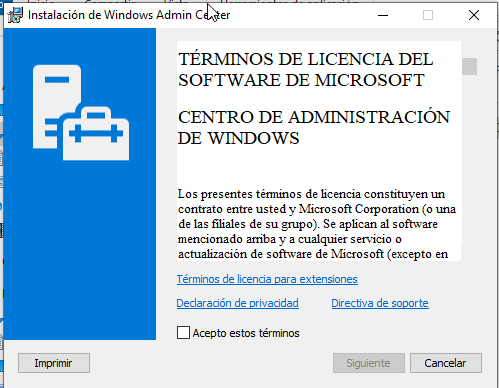 Instalación de Windows Admin Center
TÉRMINOS DE LICENCIA DEL
SOFTWARE DE MICROSOFT
CENTRO DE ADMINISTRACIÓN
DE WINDOWS
Los presentes términos de licencia constituyen un
contrato entre usted y Microsoft Corporation (o una
de las filiales de su grupo). Se aplican al software
mencionado arriba y a cualquier servicio o
actualización de software de Microsoft (excepto en
Términos de licencia para extensiones
Declaración de privacidad
Directiva de soporte
Acepto estos términos
Imprimir
Siguiente
Cancelar